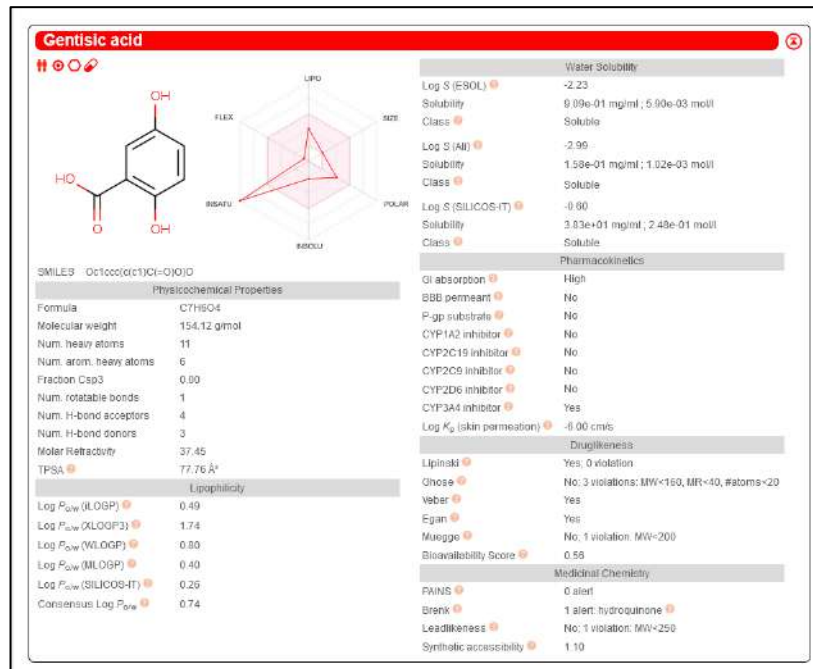 Gentisic acid
OH
HO
O
OH
LIPO
FLEX
SIZE
INSATU
POLAR
INSOLU
SMILES Oc1ccc(c(c1)C(=O)O)O
Physicochemical Properties
Formula C7H6O4
Molecular weight 154.12 g/mol
Num. heavy atoms 11
Num. arom. heavy atoms 6
Fraction Csp3 0.00
Num. rotatable bonds 1
Num. H-bond acceptors 4
Num. H-bond donors 3
Molar Refractivity 37.45
TPSA 77.76 Å²
Lipophilicity
Log Po/w (iLOGP) 0.49
Log Po/w (XLOGP3) 1.74
Log Po/w (WLOGP) 0.80
Log Po/w (MLOGP) 0.40
Log Po/w (SILICOS-IT) 0.26
Consensus Log Po/w 0.74
Water Solubility
Log S (ESOL) -2.23
Solubility 9.09e-01 mg/ml ; 5.90e-03 mol/l
Class Soluble
Log S (Ali) -2.99
Solubility 1.58e-01 mg/ml ; 1.02e-03 mol/l
Class Soluble
Log S (SILICOS-IT) -0.60
Solubility 3.83e+01 mg/ml ; 2.48e-01 mol/l
Class Soluble
Pharmacokinetics
GI absorption High
BBB permeant No
P-gp substrate No
CYP1A2 inhibitor No
CYP2C19 inhibitor No
CYP2C9 inhibitor No
CYP2D6 inhibitor No
CYP3A4 inhibitor Yes
Log Kp (skin permeation) -6.00 cm/s
Druglikeness
Lipinski Yes; 0 violation
Ghose No; 3 violations: MW<160, MR<40, #atoms<20
Veber Yes
Egan Yes
Muegge No; 1 violation: MW<200
Bioavailability Score 0.56
Medicinal Chemistry
PAINS 0 alert
Brenk 1 alert: hydroquinone
Leadlikeness No; 1 violation: MW<250
Synthetic accessibility 1.10